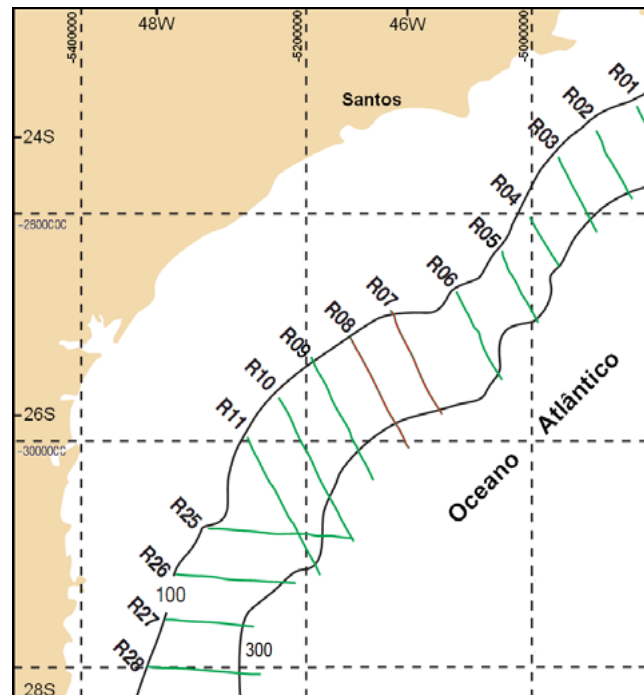 -5400000
48W
-5200000
46W
-5000000
R01
R02
Santos
24S
R03
R04
-2800000
R05
R06
R07
R08
R09
R10
Atlântico
R11
26S
-3000000
Oceano
R25
R26
100
R27
R28
300
28S